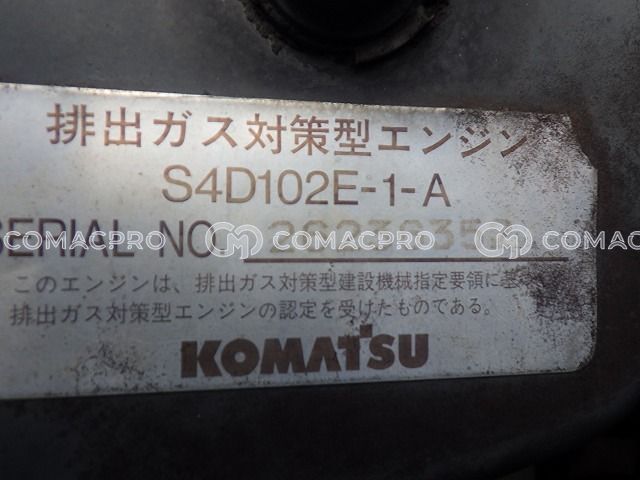 排出ガス対策型エンジン
S4D102E-1-A
SERIAL NO
COMACPRO COMACPRO COMACPRO
このエンジンは、排出ガス対策型建設機械指定要領に基
排出ガス対策型エンジンの認定を受けたものである。
KOMATSU